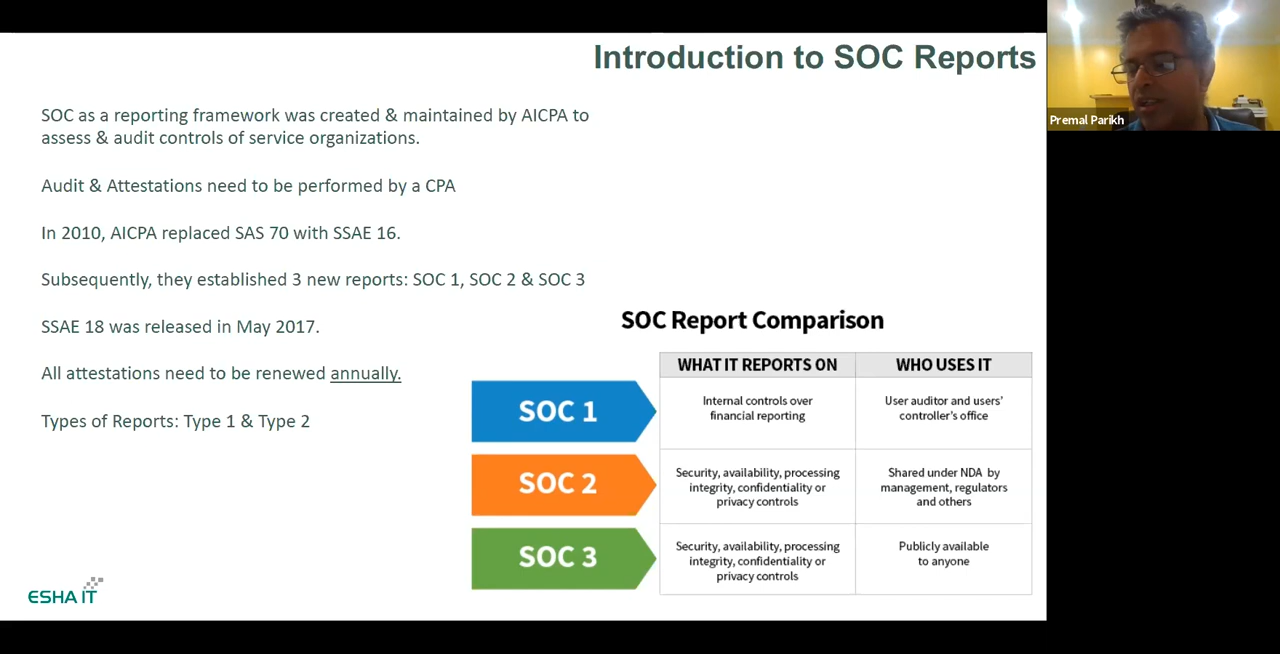 Introduction to SOC Reports
SOC as a reporting framework was created & maintained by AICPA to
assess & audit controls of service organizations.
Audit & Attestations need to be performed by a CPA
In 2010, AICPA replaced SAS 70 with SSAE 16.
Subsequently, they established 3 new reports: SOC 1, SOC 2 & SOC 3
SSAE 18 was released in May 2017.
All attestations need to be renewed annually.
Types of Reports: Type 1 & Type 2
SOC Report Comparison
WHAT IT REPORTS ON
WHO USES IT
SOC 1
Internal controls over
financial reporting
User auditor and users'
controller's office
SOC 2
Security, availability, processing
integrity, confidentiality or
privacy controls
Shared under NDA by
management, regulators
and others
SOC 3
Security, availability, processing
integrity, confidentiality or
privacy controls
Publicly available
to anyone
ESHA IT
Premal Parikh